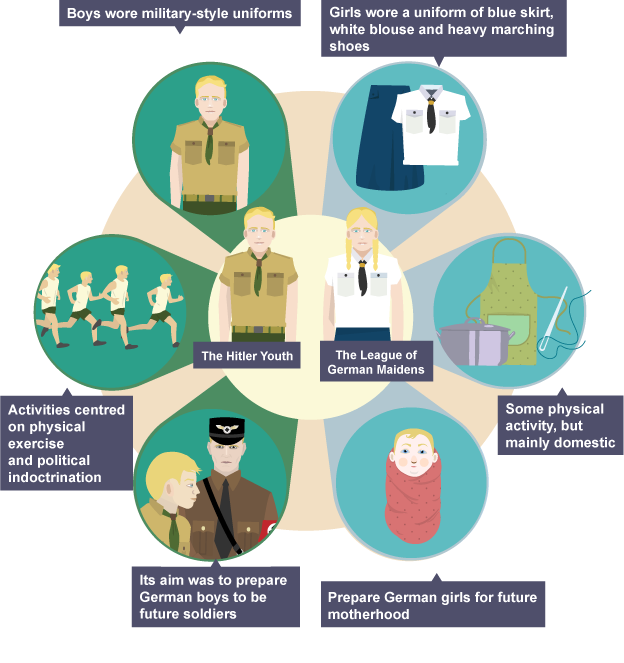 Boys wore military-style uniforms
Girls wore a uniform of blue skirt,
white blouse and heavy marching
shoes
The Hitler Youth
The League of
German Maidens
Activities centred
on physical
exercise
and political
indoctrination
Some physical
activity, but
mainly domestic
Its aim was to prepare
German boys to be
future soldiers
Prepare German girls for future
motherhood